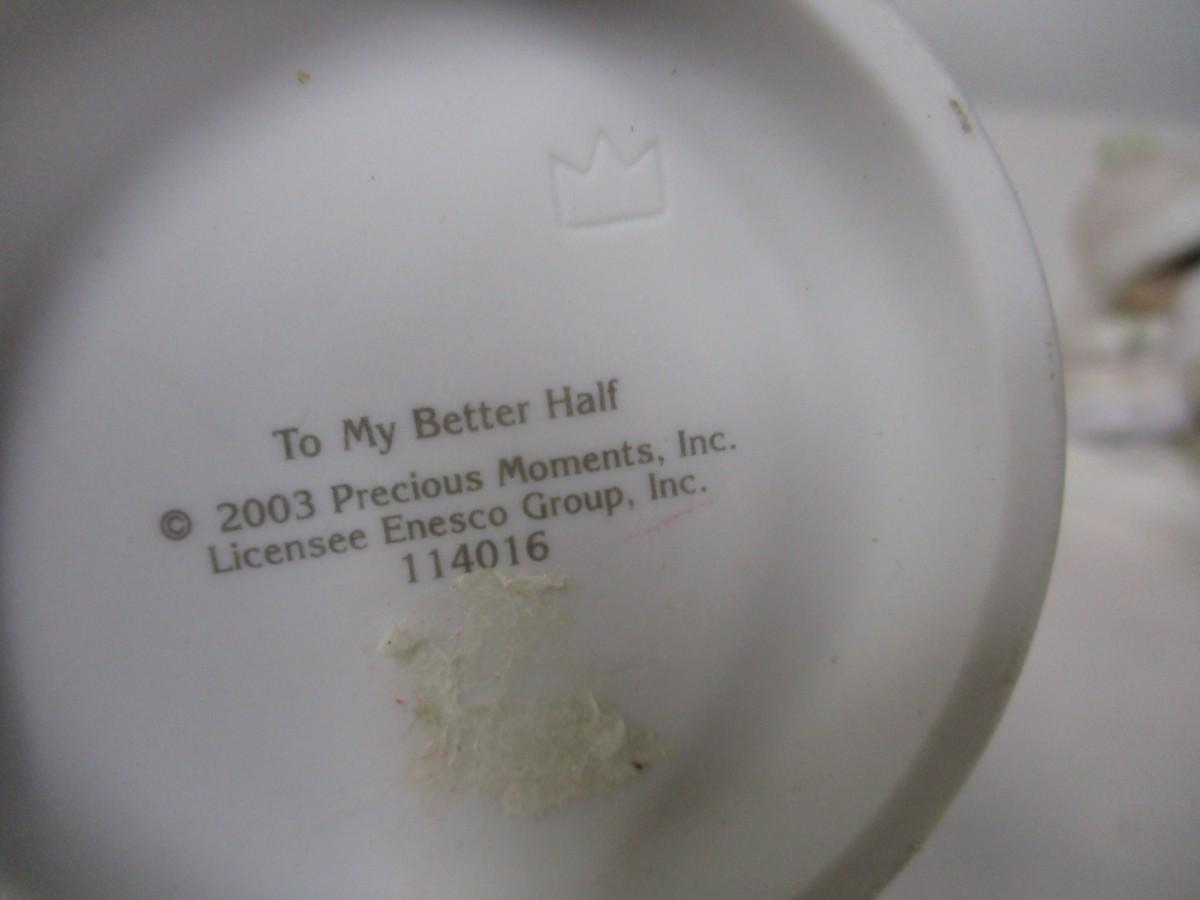 To My Better Half
© 2003 Precious Moments, Inc.
Licensee Enesco Group, Inc.
114016